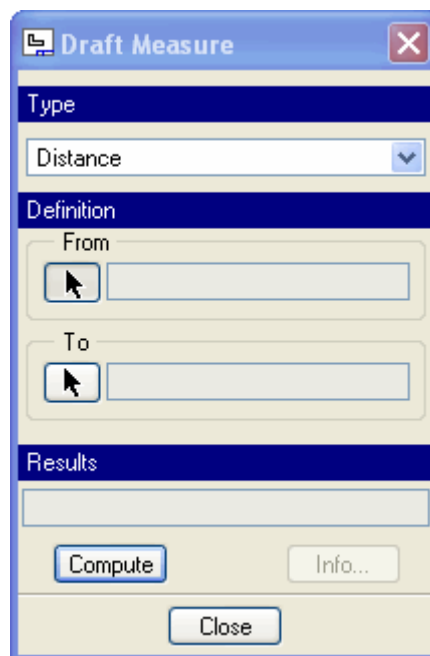 Draft Measure
Type
Distance
Definition
From
To
Results
Compute Info...
Close